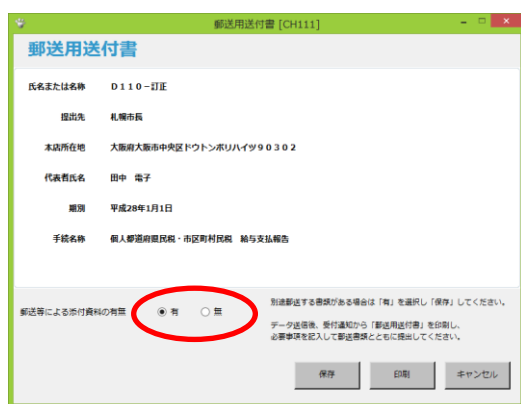 郵送用送付書 [CH111]
郵送用送付書
氏名または名称 D110-訂正
提出先 札幌市長
本店所在地 大阪府大阪市中央区ドウトンボリハイツ90302
代表者氏名 田中 電子
期別 平成28年1月1日
手続名称 個人都道府県民税・市区町村民税 給与支払報告
郵送等による添付資料の有無 有 無
別途郵送する書類がある場合は「有」を選択し「保存」してください。
データ送信後、受付通知から「郵送用送付書」を印刷し、
必要事項を記入して郵送書類とともに提出してください。
保存 印刷 キャンセル